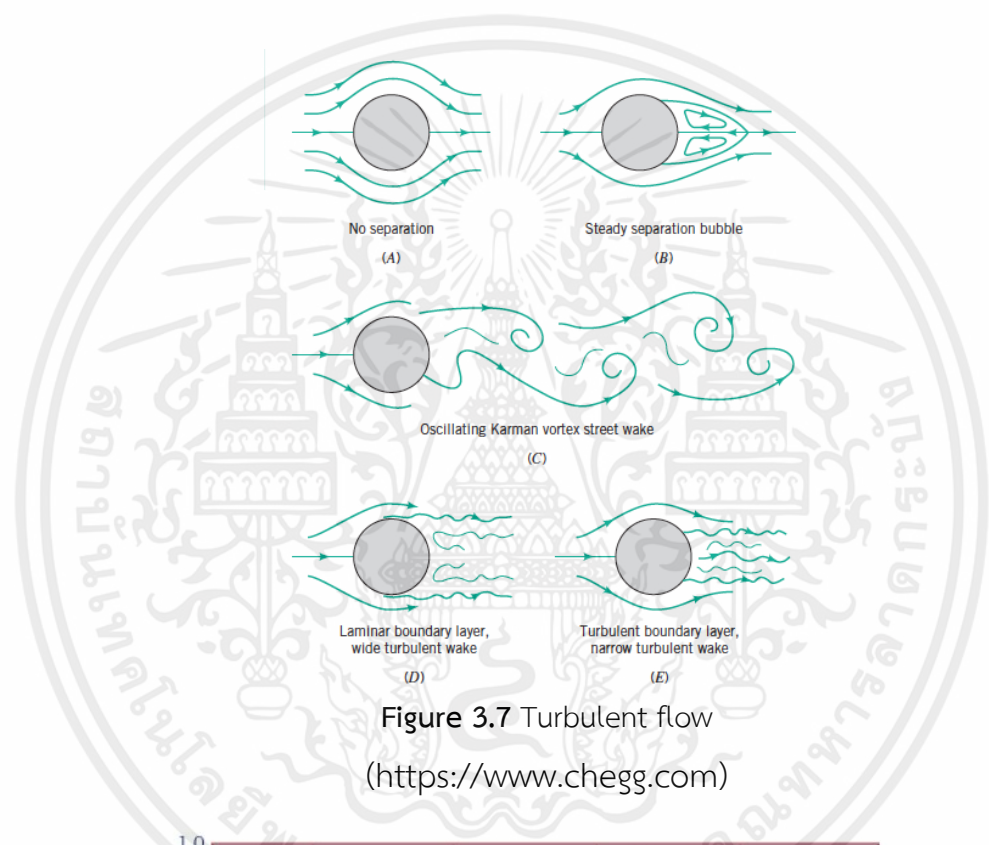 No separation
(A)
Steady separation bubble
(B)
Oscillating Karman vortex street wake
(C)
Laminar boundary layer,
wide turbulent wake
(D)
Turbulent boundary layer,
narrow turbulent wake
(E)
Figure 3.7 Turbulent flow
(https://www.chegg.com)